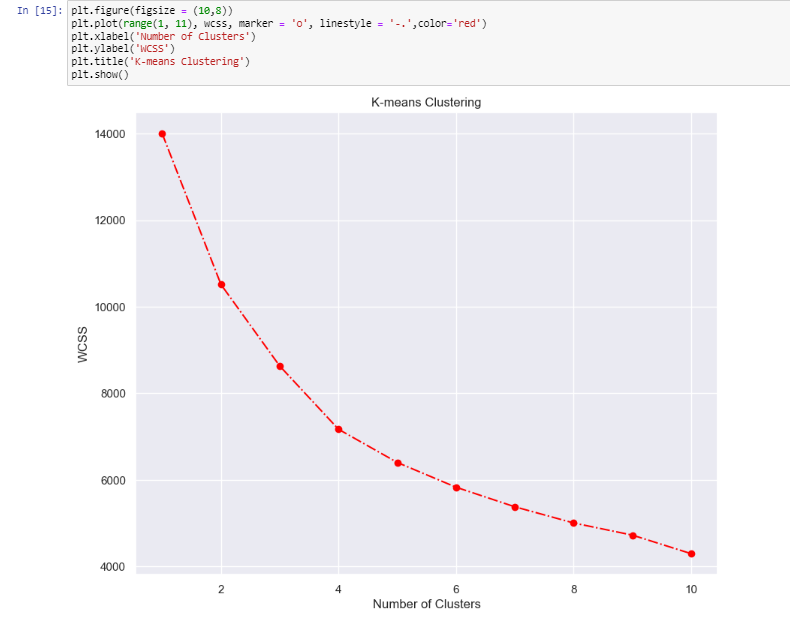 In [15]: plt.figure(figsize = (10,8))
plt.plot(range(1, 11), wcss, marker = 'o', linestyle = '-.',color='red')
plt.xlabel('Number of Clusters')
plt.ylabel('WCSS')
plt.title('K-means Clustering')
plt.show()
K-means Clustering
14000
12000
10000
8000
6000
4000
WCSS
2 4 6 8 10
Number of Clusters